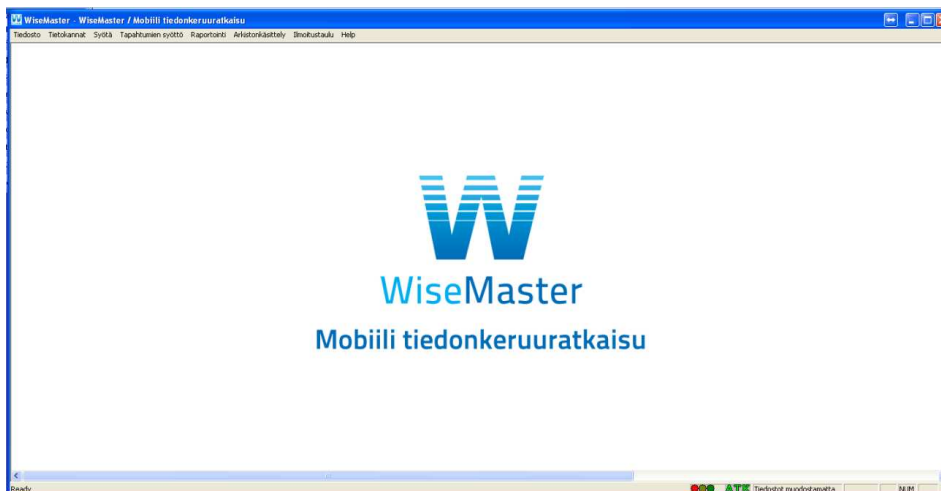 WiseMaster - WiseMaster / Mobiili tiedonkeruuratkaisu
Tiedosto Tietokannat Syötä Tapahtumien syöttö Raportointi Arkistonkäsittely Ilmoitustaulu Help
W
WiseMaster
Mobiili tiedonkeruuratkaisu
Ready ATK Tiedostot muodostamatta NUM